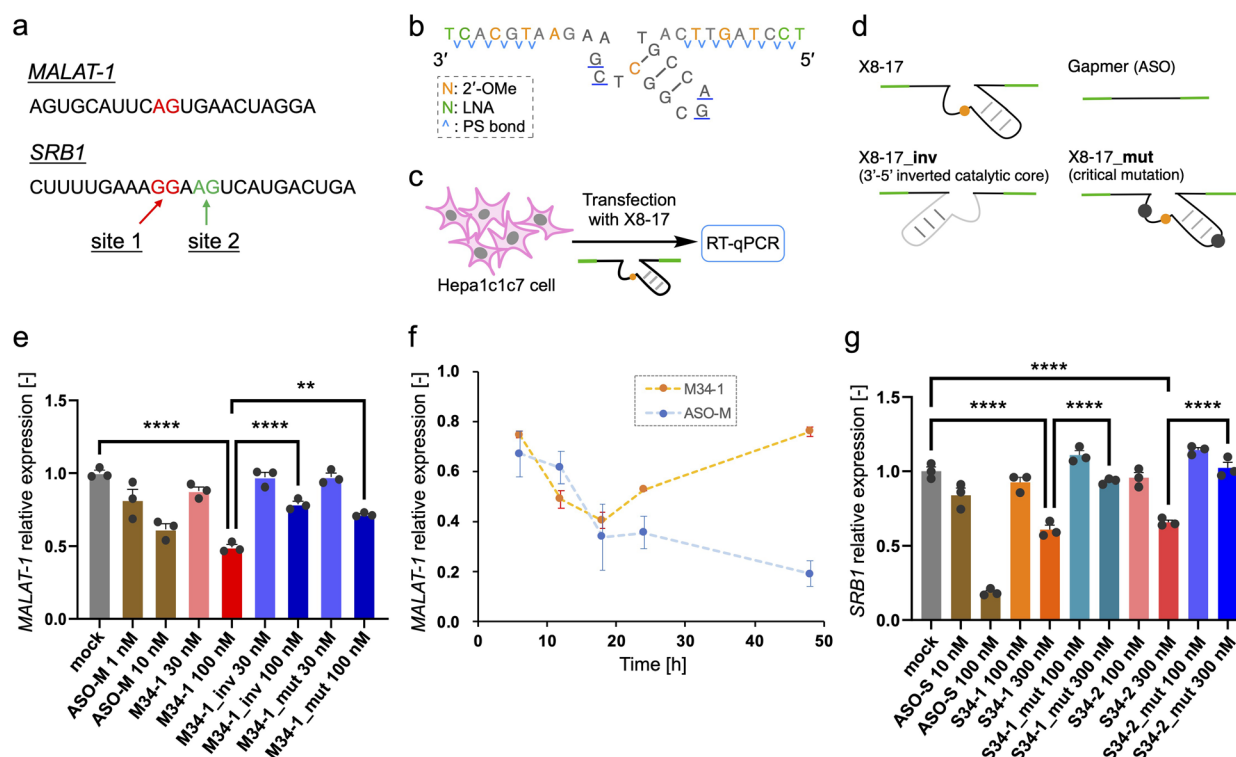 a
MALAT-1
AGUGCAUUCAGUGAACUAGGA
SRB1
CUUUUGAAAGGAAGUCAUGACUGA
site 1
site 2
b
TCACGTAAGAA TGACTTGATCCT
3′ 5′
G C C
C T G C A
G G
C G
N: 2′-OMe
N: LNA
^: PS bond
c
Transfection
with X8-17
RT-qPCR
Hepa1c1c7 cell
d
X8-17
Gapmer (ASO)
X8-17_inv
(3′-5′ inverted catalytic core)
X8-17_mut
(critical mutation)
e
MALAT-1 relative expression [-]
1.5
1.0
0.5
0.0
****
****
**
mock
ASO-M 1 nM
ASO-M 10 nM
M34-1 30 nM
M34-1 100 nM
M34-1_inv 30 nM
M34-1_inv 100 nM
M34-1_mut 30 nM
M34-1_mut 100 nM
f
MALAT-1 relative expression [-]
1.0
0.8
0.6
0.4
0.2
0.0
0 10 20 30 40 50
Time [h]
M34-1
ASO-M
g
SRB1 relative expression [-]
1.5
1.0
0.5
0.0
****
****
****
****
mock
ASO-S 10 nM
ASO-S 100 nM
S34-1 100 nM
S34-1 300 nM
S34-1_mut 100 nM
S34-1_mut 300 nM
S34-2 100 nM
S34-2 300 nM
S34-2_mut 100 nM
S34-2_mut 300 nM